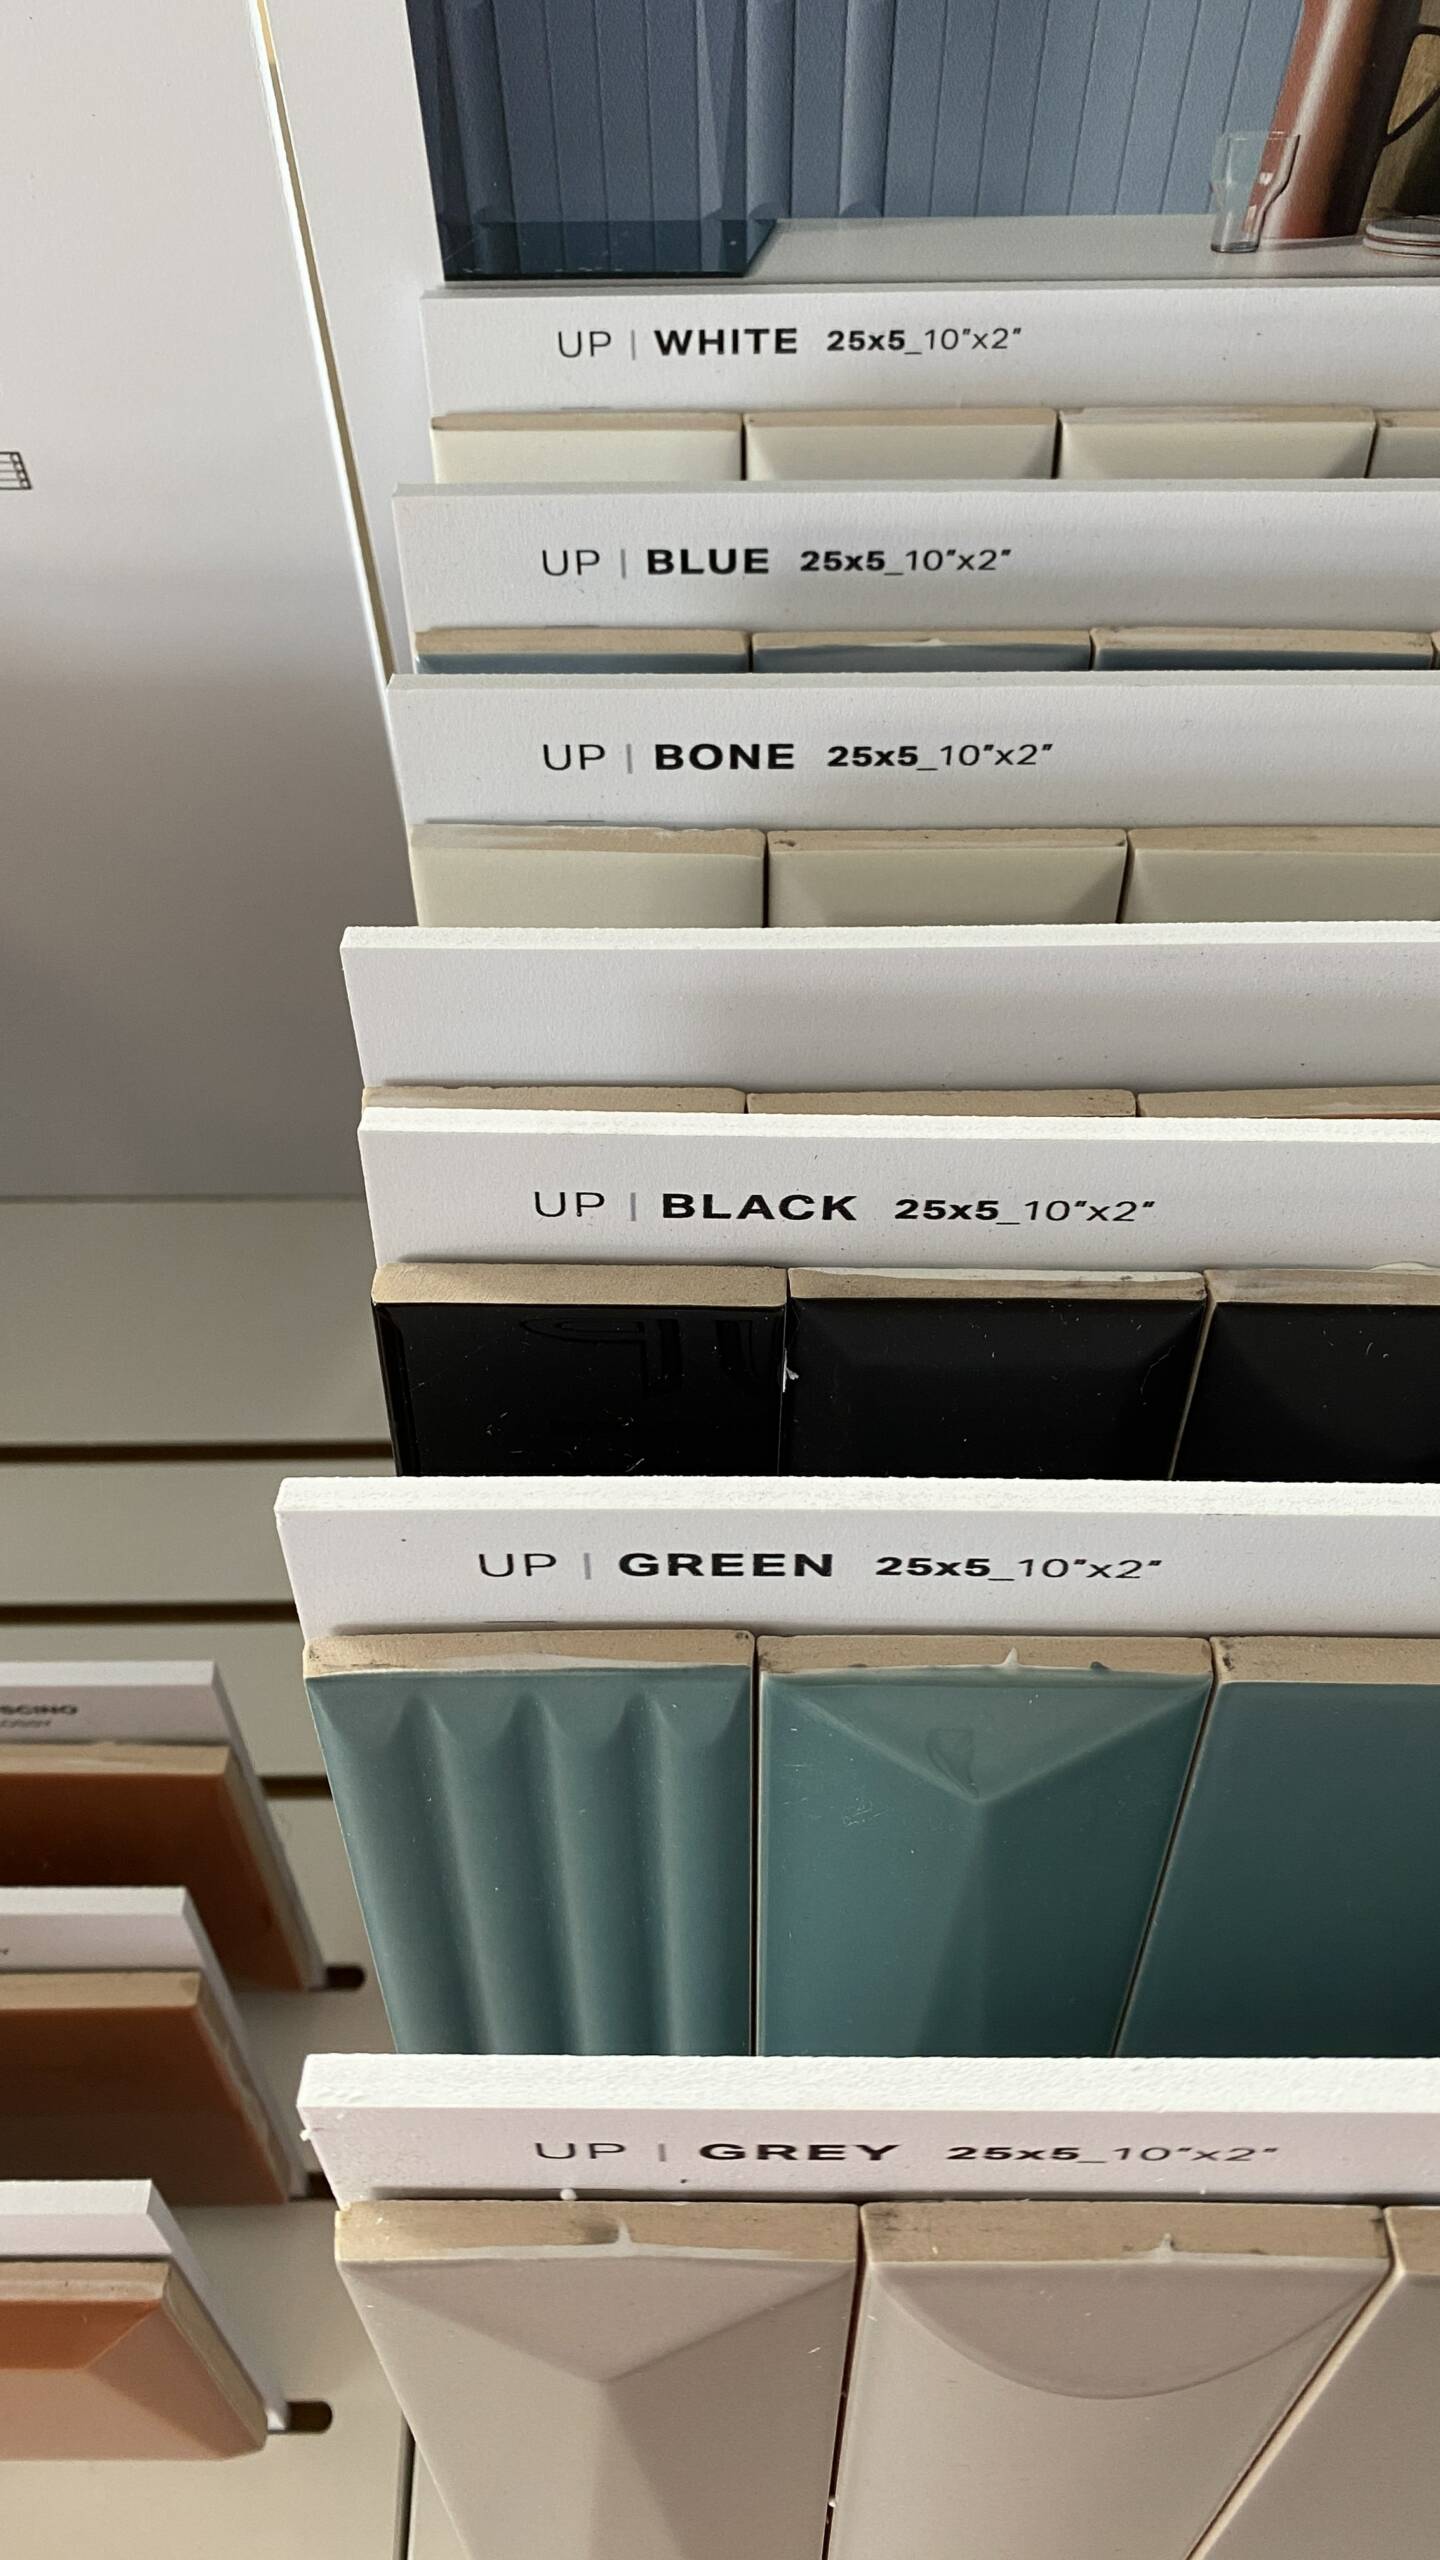 UP | WHITE 25x5_10"x2"
UP | BLUE 25x5_10"x2"
UP | BONE 25x5_10"x2"
UP | BLACK 25x5_10"x2"
UP | GREEN 25x5_10"x2"
UP | GREY 25x5_10"x2"